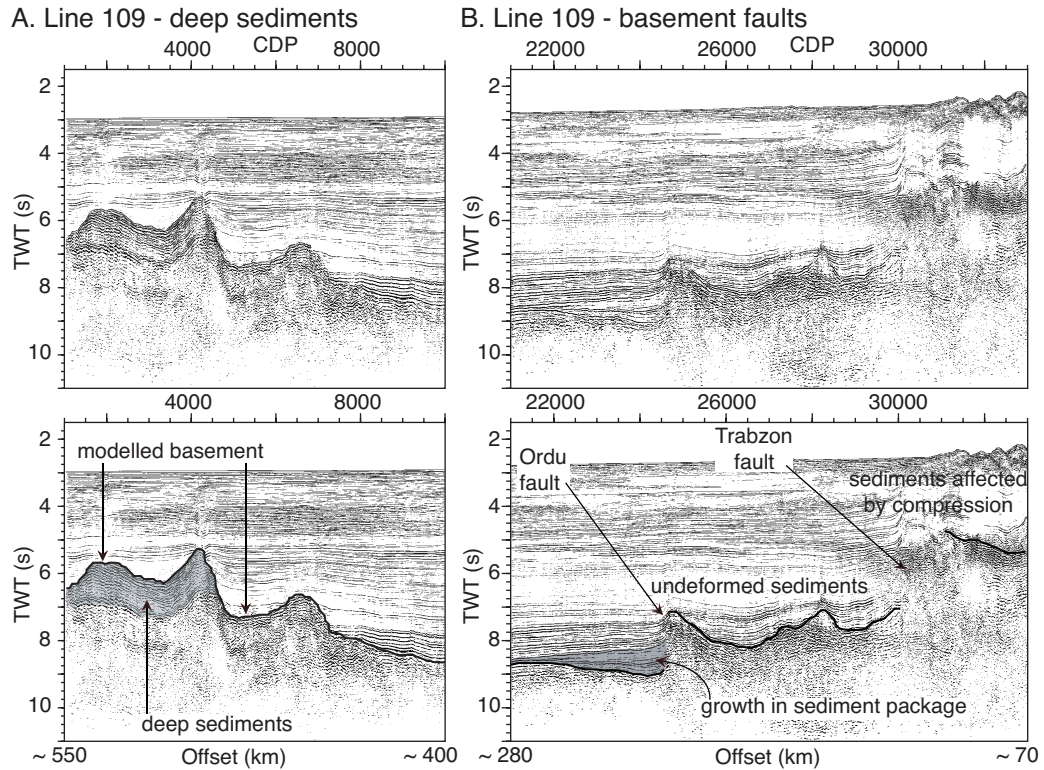 A. Line 109 - deep sediments
B. Line 109 - basement faults
4000 CDP 8000
22000 26000 CDP 30000
2
4
6
8
10
TWT (s)
2
4
6
8
10
TWT (s)
4000 8000
22000 26000 30000
modelled basement
deep sediments
2
4
6
8
10
TWT (s)
~ 550 Offset (km) ~ 400
Ordu
fault
Trabzon
fault
sediments affected
by compression
undeformed sediments
growth in sediment package
2
4
6
8
10
TWT (s)
~ 280 Offset (km) ~ 70